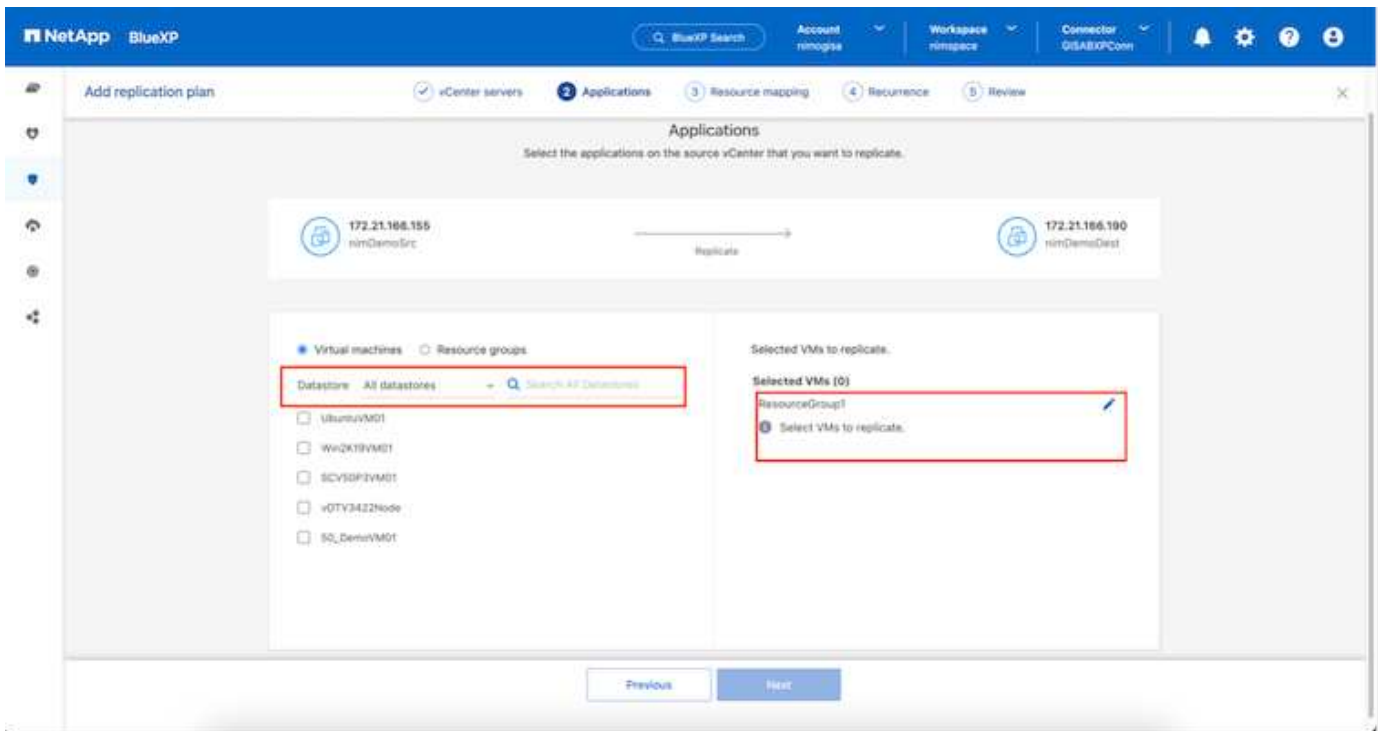 NetApp BlueXP
BlueXP Search
Account
nimogisa
Workspace
nimspace
Connector
GISABXPConn
Add replication plan
vCenter servers
2 Applications
3 Resource mapping
4 Recurrence
5 Review
Applications
Select the applications on the source vCenter that you want to replicate.
172.21.166.155
nimDemoSrc
Replicate
172.21.166.190
nimDemoDest
Virtual machines
Resource groups
Datastore All datastores
Search All Datastores
UbuntuVM01
Win2K19VM01
vDTV3422Node
50_DemoVM01
Selected VMs to replicate.
Selected VMs (0)
ResourceGroup1
Select VMs to replicate.
Previous
Next